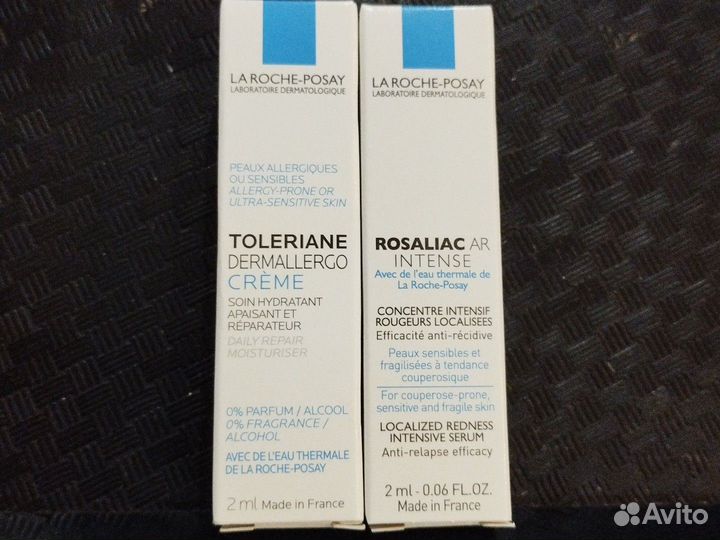 LA ROCHE-POSAY
LABORATOIRE DERMATOLOGIQUE
PEAUX ALLERGIQUES
OU SENSIBLES
ALLERGY-PRONE OR
ULTRA-SENSITIVE SKIN
TOLERIANE
DERMALLERGO
CRÈME
SOIN HYDRATANT
APAISANT ET
RÉPARATEUR
DAILY REPAIR
MOISTURISER
0% PARFUM / ALCOOL
0% FRAGRANCE /
ALCOHOL
AVEC DE L'EAU THERMALE
DE LA ROCHE-POSAY
2 ml Made in France
LA ROCHE-POSAY
LABORATOIRE DERMATOLOGIQUE
ROSALIAC AR
INTENSE
Avec de l'eau thermale de
La Roche-Posay
CONCENTRE INTENSIF
ROUGEURS LOCALISEES
Efficacité anti-récidive
Peaux sensibles et
fragilisées à tendance
couperosique
For couperose-prone,
sensitive and fragile skin
LOCALIZED REDNESS
INTENSIVE SERUM
Anti-relapse efficacy
2 ml - 0.06 FL.OZ.
Made in France
Avito